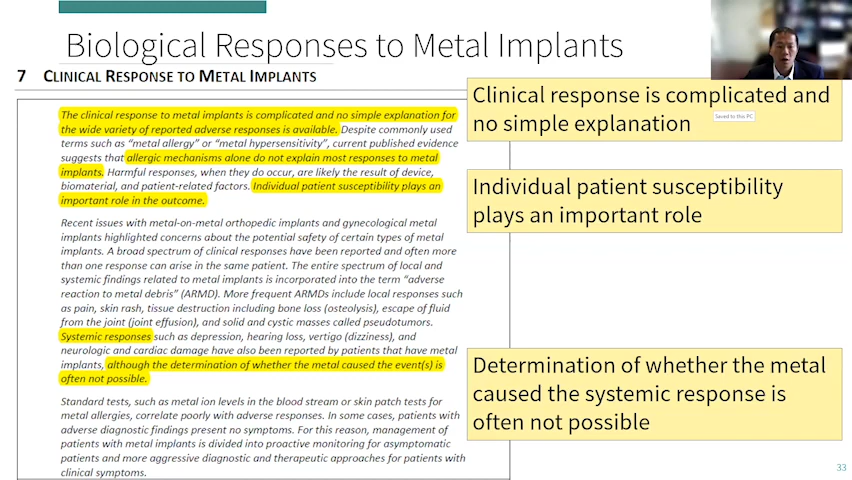 Biological Responses to Metal Implants
7 CLINICAL RESPONSE TO METAL IMPLANTS
The clinical response to metal implants is complicated and no simple explanation for
the wide variety of reported adverse responses is available. Despite commonly used
terms such as “metal allergy” or “metal hypersensitivity”, current published evidence
suggests that allergic mechanisms alone do not explain most responses to metal
implants. Harmful responses, when they do occur, are likely the result of device,
biomaterial, and patient-related factors. Individual patient susceptibility plays an
important role in the outcome.
Recent issues with metal-on-metal orthopedic implants and gynecological metal
implants highlighted concerns about the potential safety of certain types of metal
implants. A broad spectrum of clinical responses have been reported and often more
than one response can arise in the same patient. The entire spectrum of local and
systemic findings related to metal implants is incorporated into the term “adverse
reaction to metal debris” (ARMD). More frequent ARMDs include local responses such
as pain, skin rash, tissue destruction including bone loss (osteolysis), escape of fluid
from the joint (joint effusion), and solid and cystic masses called pseudotumors.
Systemic responses such as depression, hearing loss, vertigo (dizziness), and
neurologic and cardiac damage have also been reported by patients that have metal
implants, although the determination of whether the metal caused the event(s) is
often not possible.
Standard tests, such as metal ion levels in the blood stream or skin patch tests for
metal allergies, correlate poorly with adverse responses. In some cases, patients with
adverse diagnostic findings present no symptoms. For this reason, management of
patients with metal implants is divided into proactive monitoring for asymptomatic
patients and more aggressive diagnostic and therapeutic approaches for patients with
clinical symptoms.
Clinical response is complicated and
no simple explanation
Saved to this PC
Individual patient susceptibility
plays an important role
Determination of whether the metal
caused the systemic response is
often not possible
33